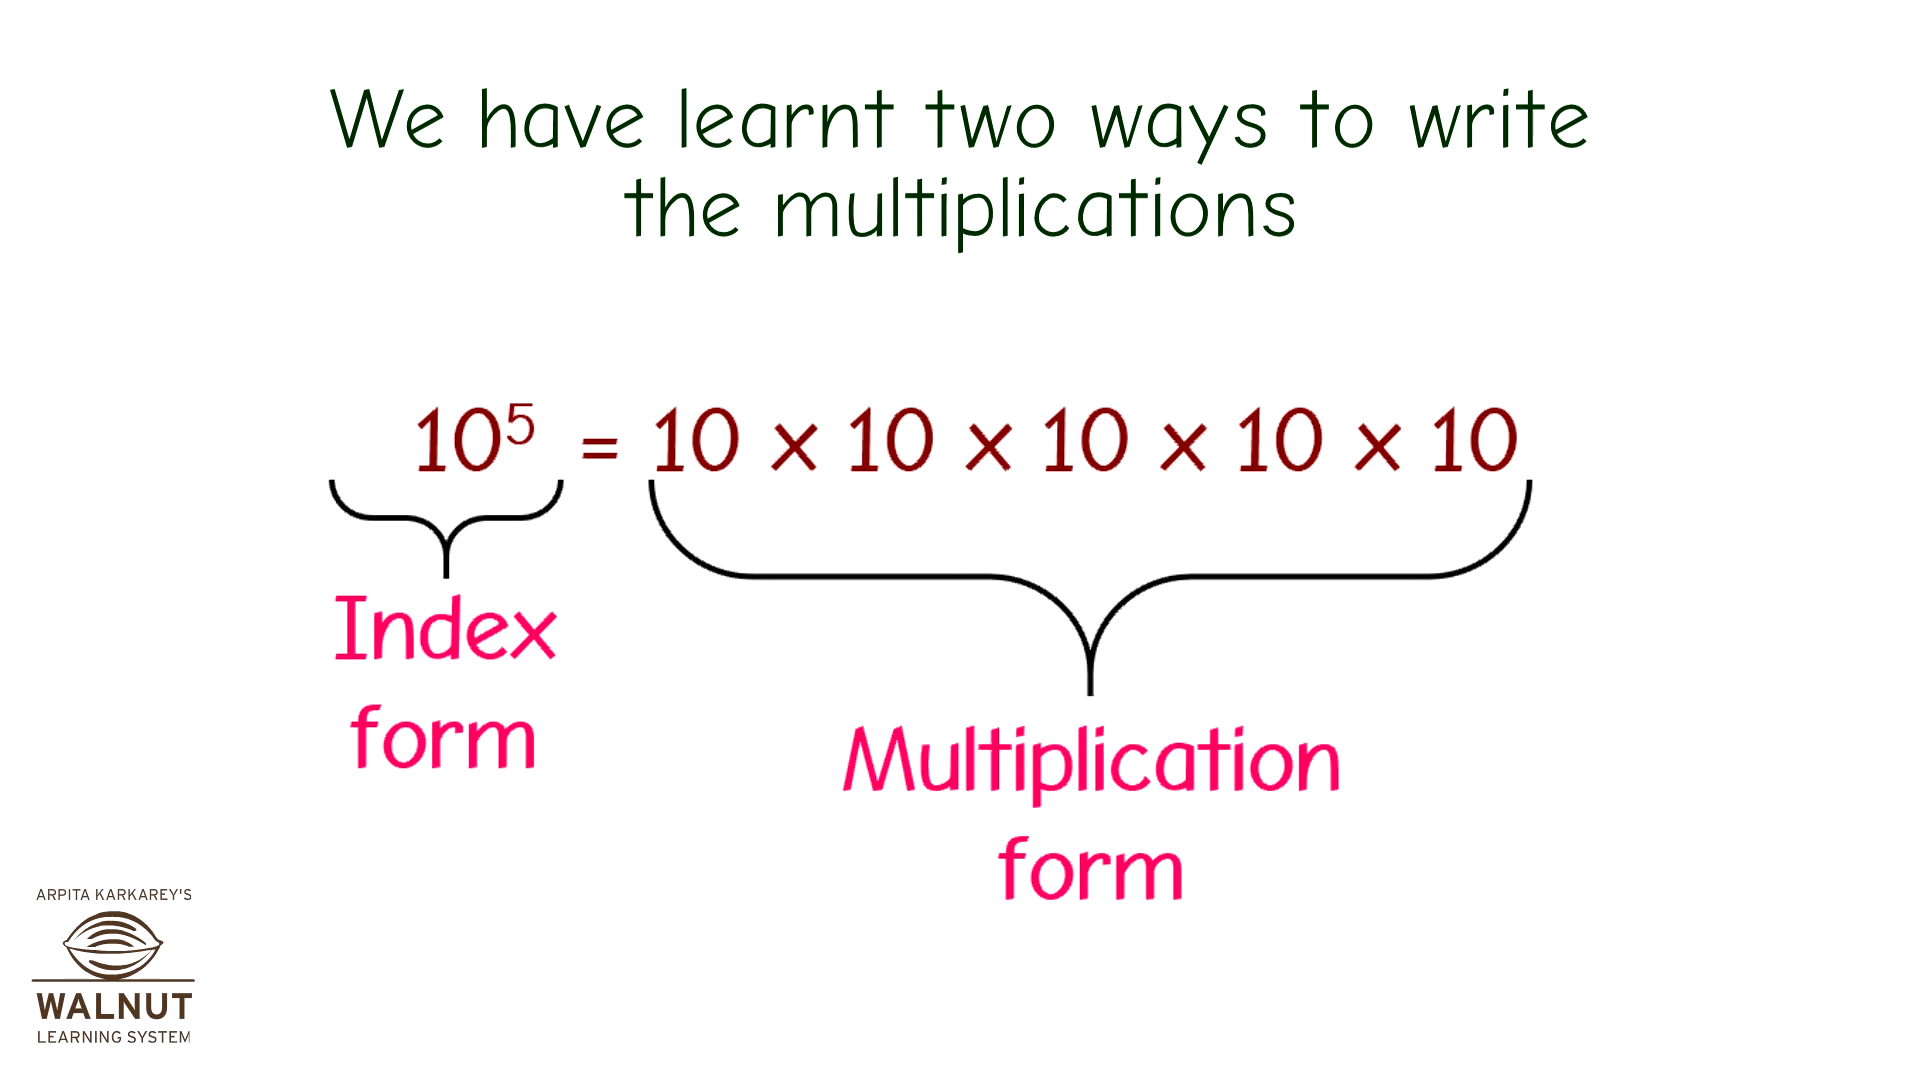 We have learnt two ways to write
the multiplications
10⁵ = 10 x 10 x 10 x 10 x 10
Index
form
Multiplication
form
ARPITA KARKAREY'S
WALNUT
LEARNING SYSTEM